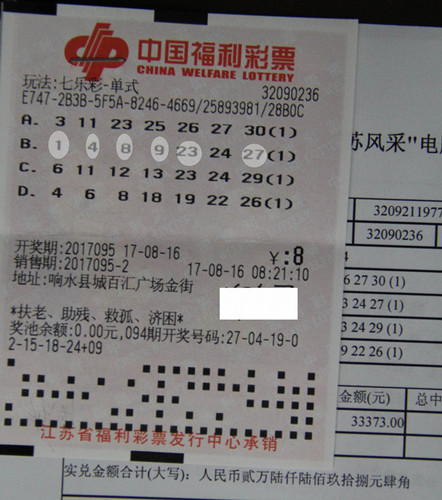 中国福利彩票
CHINA WELFARE LOTTERY
玩法:七乐彩-单式 32090236
E747-2B3B-5F5A-8246-4669/25893981/28B0C
A. 3 11 23 25 26 27 30(1)
B. 1 4 8 9 23 24 27(1)
C. 6 11 12 13 23 24 29(1)
D. 4 6 8 18 19 22 26(1)
开奖期:2017095 17-08-16 ¥:8
销售期:2017095-2 17-08-16 08:21:10
地址:响水县城百汇广场金街
*扶老、助残、救孤、济困*
奖池余额:0.00元,094期开奖号码:27-04-19-0
2-15-18-24+09
江苏省福利彩票发行中心承销
苏风采"电
3209211977
32090236
4
6 27 30 (1)
3 24 27 (1)
3 24 29 (1)
9 22 26 (1)
金额(元) 总中
33373.00
实兑金额合计(大写): 人民币贰万陆仟陆佰玖拾捌元肆角